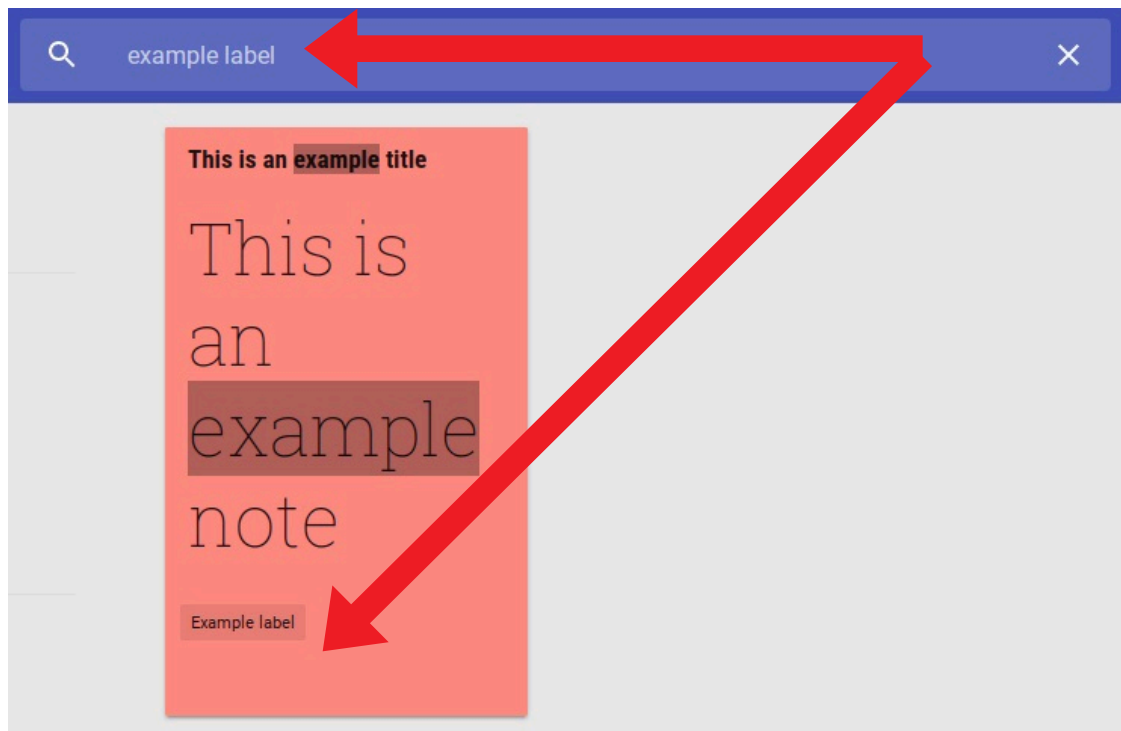 example label
This is an example title
This is
an
example
note
Example label